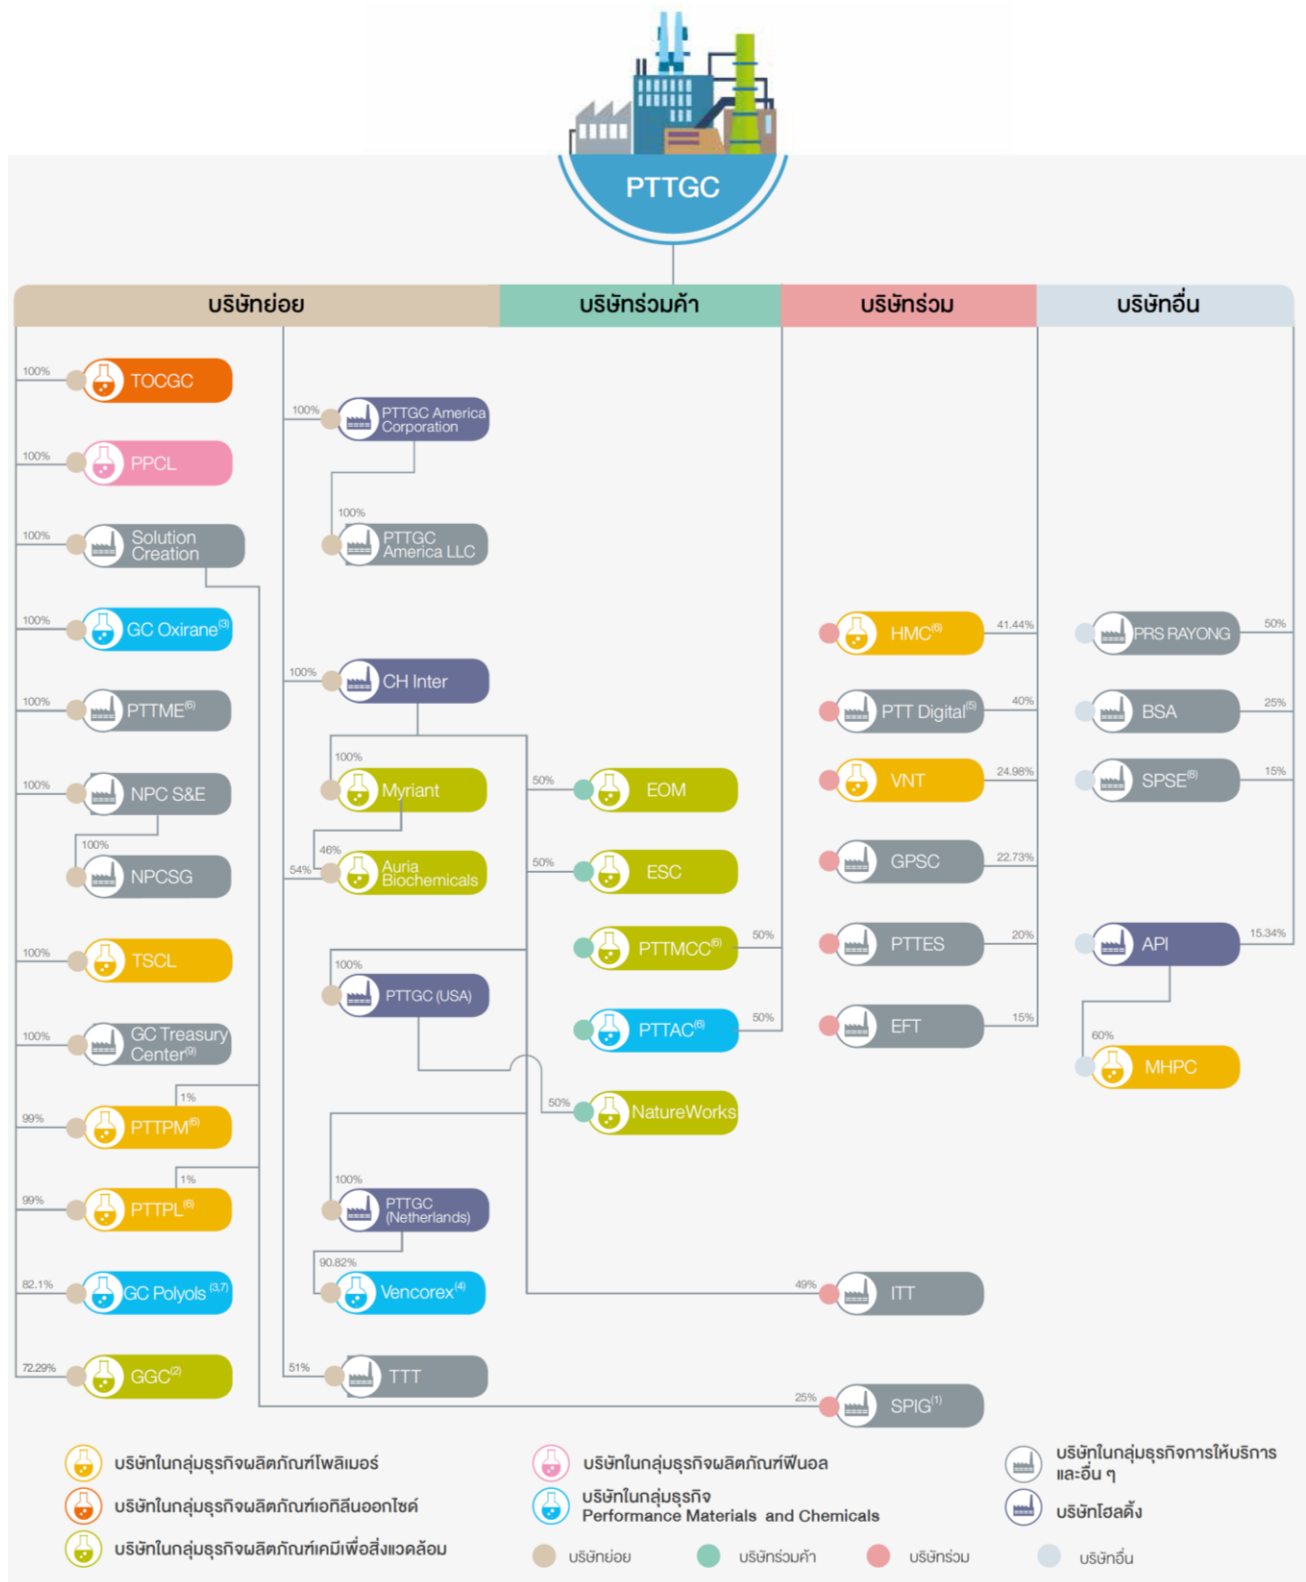 PTTGC
บริษัทย่อย
บริษัทร่วมค้า
บริษัทร่วม
บริษัทอื่น
100%
TOCGC
100%
PPCL
100%
Solution
Creation
100%
GC Oxirane(3)
100%
PTTME(6)
100%
NPC S&E
100%
NPCSG
100%
TSCL
100%
GC Treasury
Center(9)
1%
99%
PTTPM(6)
1%
99%
PTTPL(6)
82.1%
GC Polyols (3,7)
72.29%
GGC(2)
100%
PTTGC America
Corporation
100%
PTTGC
America LLC
100%
CH Inter
100%
Myriant
46%
54%
Auria
Biochemicals
100%
PTTGC (USA)
100%
PTTGC
(Netherlands)
90.82%
Vencorex(4)
51%
TTT
50%
EOM
50%
ESC
PTTMCC(6)
50%
PTTAC(6)
50%
50%
NatureWorks
HMC(6)
41.44%
PTT Digital(5)
40%
VNT
24.98%
GPSC
22.73%
PTTES
20%
EFT
15%
49%
ITT
25%
SPIG(1)
PRS RAYONG
50%
BSA
25%
SPSE(8)
15%
API
15.34%
60%
MHPC
บริษัทในกลุ่มธุรกิจผลิตภัณฑ์โพลิเมอร์
บริษัทในกลุ่มธุรกิจผลิตภัณฑ์เอทิลีนออกไซด์
บริษัทในกลุ่มธุรกิจผลิตภัณฑ์เคมีเพื่อสิ่งแวดล้อม
บริษัทในกลุ่มธุรกิจผลิตภัณฑ์ฟีนอล
บริษัทในกลุ่มธุรกิจ
Performance Materials and Chemicals
บริษัทในกลุ่มธุรกิจการให้บริการ
และอื่น ๆ
บริษัทโฮลดิ้ง
บริษัทย่อย
บริษัทร่วมค้า
บริษัทร่วม
บริษัทอื่น